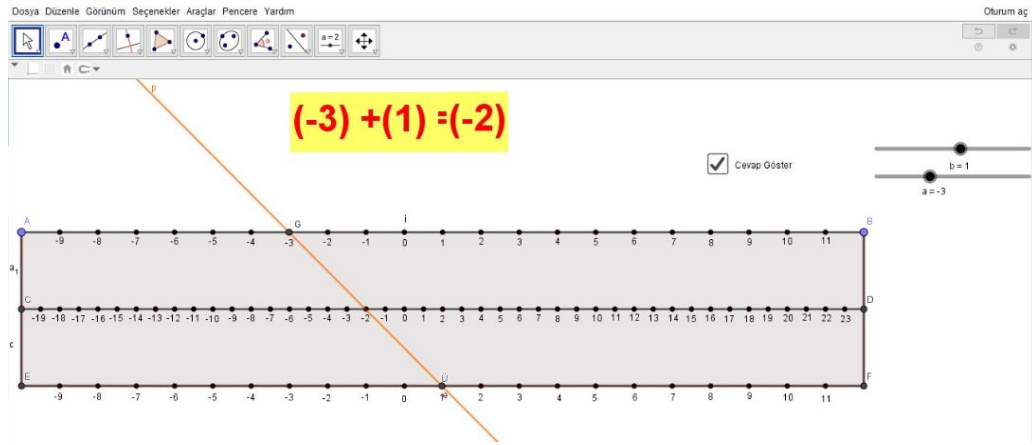 Dosya Düzenle Görünüm Seçenekler Araçlar Pencere Yardım Oturum aç
A a=2
p
(-3) +(1) =(-2)
Cevap Göster
b = 1
a = -3
A G i B
-9 -8 -7 -6 -5 -4 -3 -2 -1 0 1 2 3 4 5 6 7 8 9 10 11
a1
C D
-19 -18 -17 -16 -15 -14 -13 -12 -11 -10 -9 -8 -7 -6 -5 -4 -3 -2 -1 0 1 2 3 4 5 6 7 8 9 10 11 12 13 14 15 16 17 18 19 20 21 22 23
c
E Ü F
-9 -8 -7 -6 -5 -4 -3 -2 -1 0 1 2 3 4 5 6 7 8 9 10 11